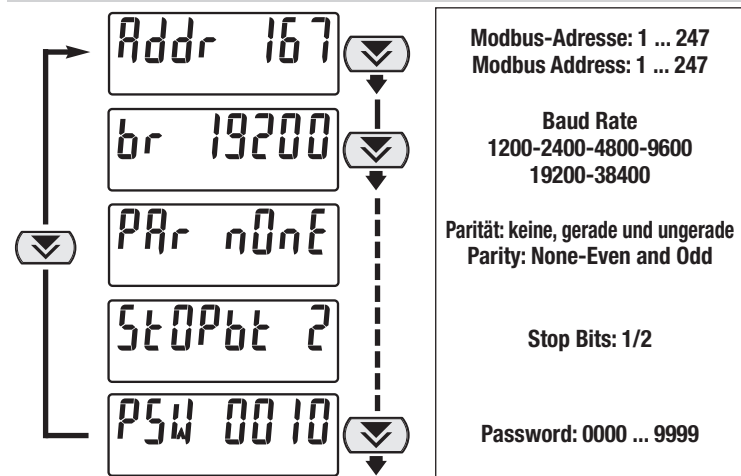 Addr 167
Modbus-Adresse: 1 ... 247
Modbus Address: 1 ... 247
br 19200
Baud Rate
1200-2400-4800-9600
19200-38400
PAr nOnE
Parität: keine, gerade und ungerade
Parity: None-Even and Odd
StOPbt 2
Stop Bits: 1/2
PSW 0010
Password: 0000 ... 9999